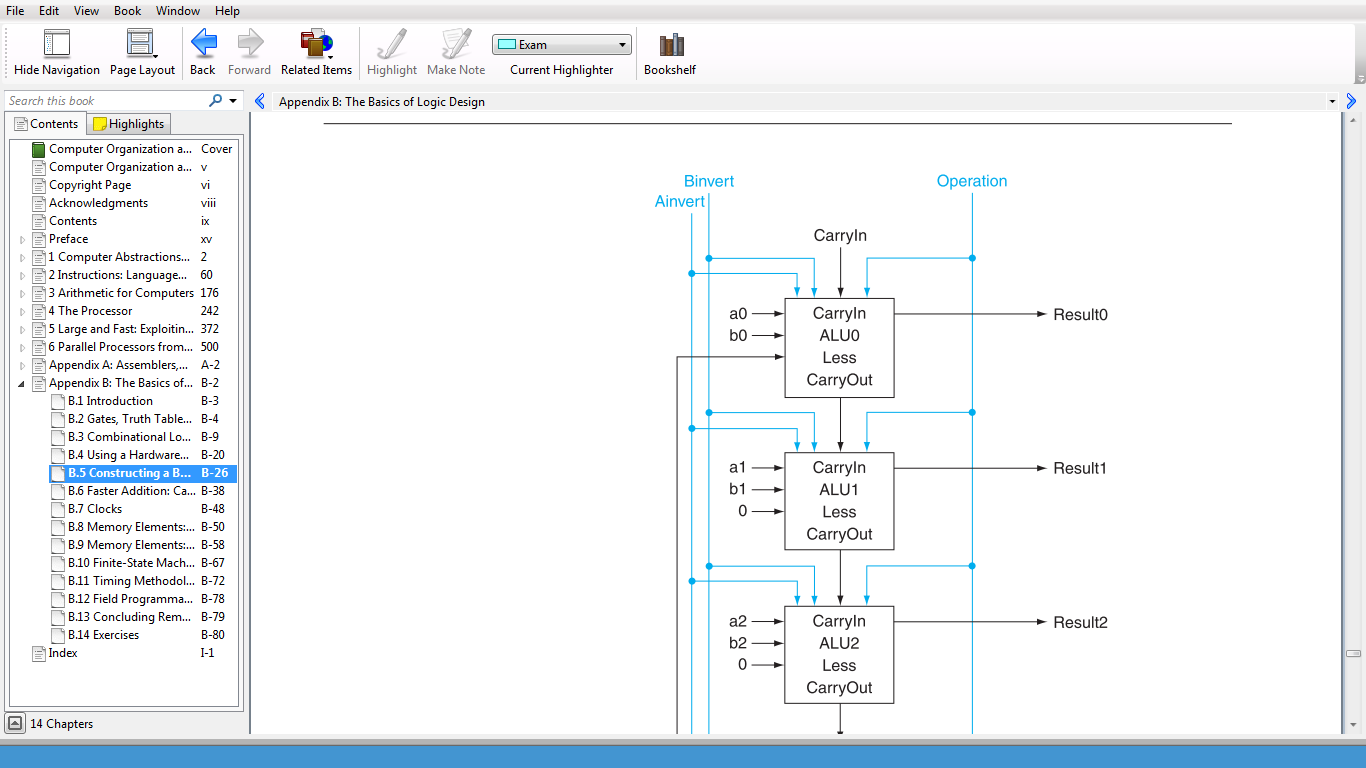 File Edit View Book Window Help
Hide Navigation Page Layout Back Forward Related Items Highlight Make Note Exam Current Highlighter Bookshelf
Search this book
Appendix B: The Basics of Logic Design
Contents Highlights
Computer Organization a... Cover
Computer Organization a... v
Copyright Page vi
Acknowledgments viii
Contents ix
Preface xv
1 Computer Abstractions... 2
2 Instructions: Language... 60
3 Arithmetic for Computers 176
4 The Processor 242
5 Large and Fast: Exploitin... 372
6 Parallel Processors from... 500
Appendix A: Assemblers,... A-2
Appendix B: The Basics of... B-2
B.1 Introduction B-3
B.2 Gates, Truth Table... B-4
B.3 Combinational Lo... B-9
B.4 Using a Hardware... B-20
B.5 Constructing a B... B-26
B.6 Faster Addition: Ca... B-38
B.7 Clocks B-48
B.8 Memory Elements:... B-50
B.9 Memory Elements:... B-58
B.10 Finite-State Mach... B-67
B.11 Timing Methodol... B-72
B.12 Field Programma... B-78
B.13 Concluding Rem... B-79
B.14 Exercises B-80
Index I-1
14 Chapters
Binvert
Operation
Ainvert
CarryIn
a0 CarryIn Result0
b0 ALU0
Less
CarryOut
a1 CarryIn Result1
b1 ALU1
0 Less
CarryOut
a2 CarryIn Result2
b2 ALU2
0 Less
CarryOut